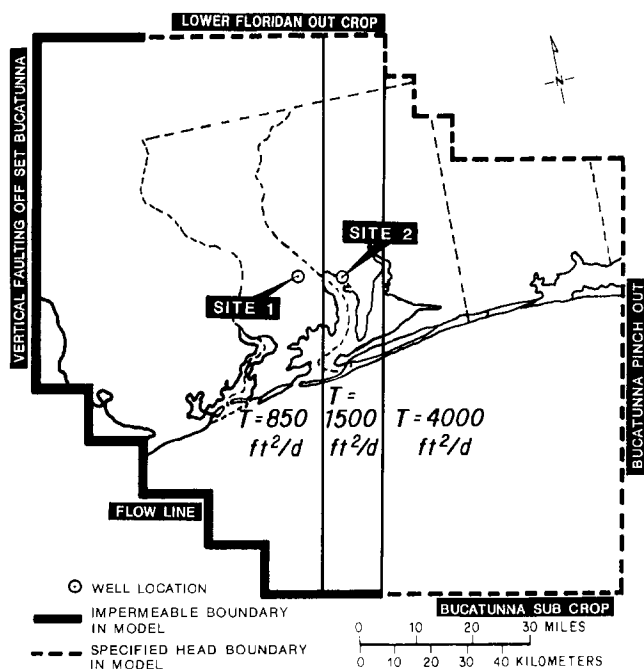 LOWER FLORIDAN OUT CROP
N
VERTICAL FAULTING OFF SET BUCATUNNA
SITE 2
SITE 1
BUCATUNNA PINCH OUT
T=850
ft²/d
T=
1500
ft²/d
T=4000
ft²/d
FLOW LINE
WELL LOCATION
IMPERMEABLE BOUNDARY
IN MODEL
SPECIFIED HEAD BOUNDARY
IN MODEL
BUCATUNNA SUB CROP
0 10 20 30 MILES
0 10 20 30 40 KILOMETERS